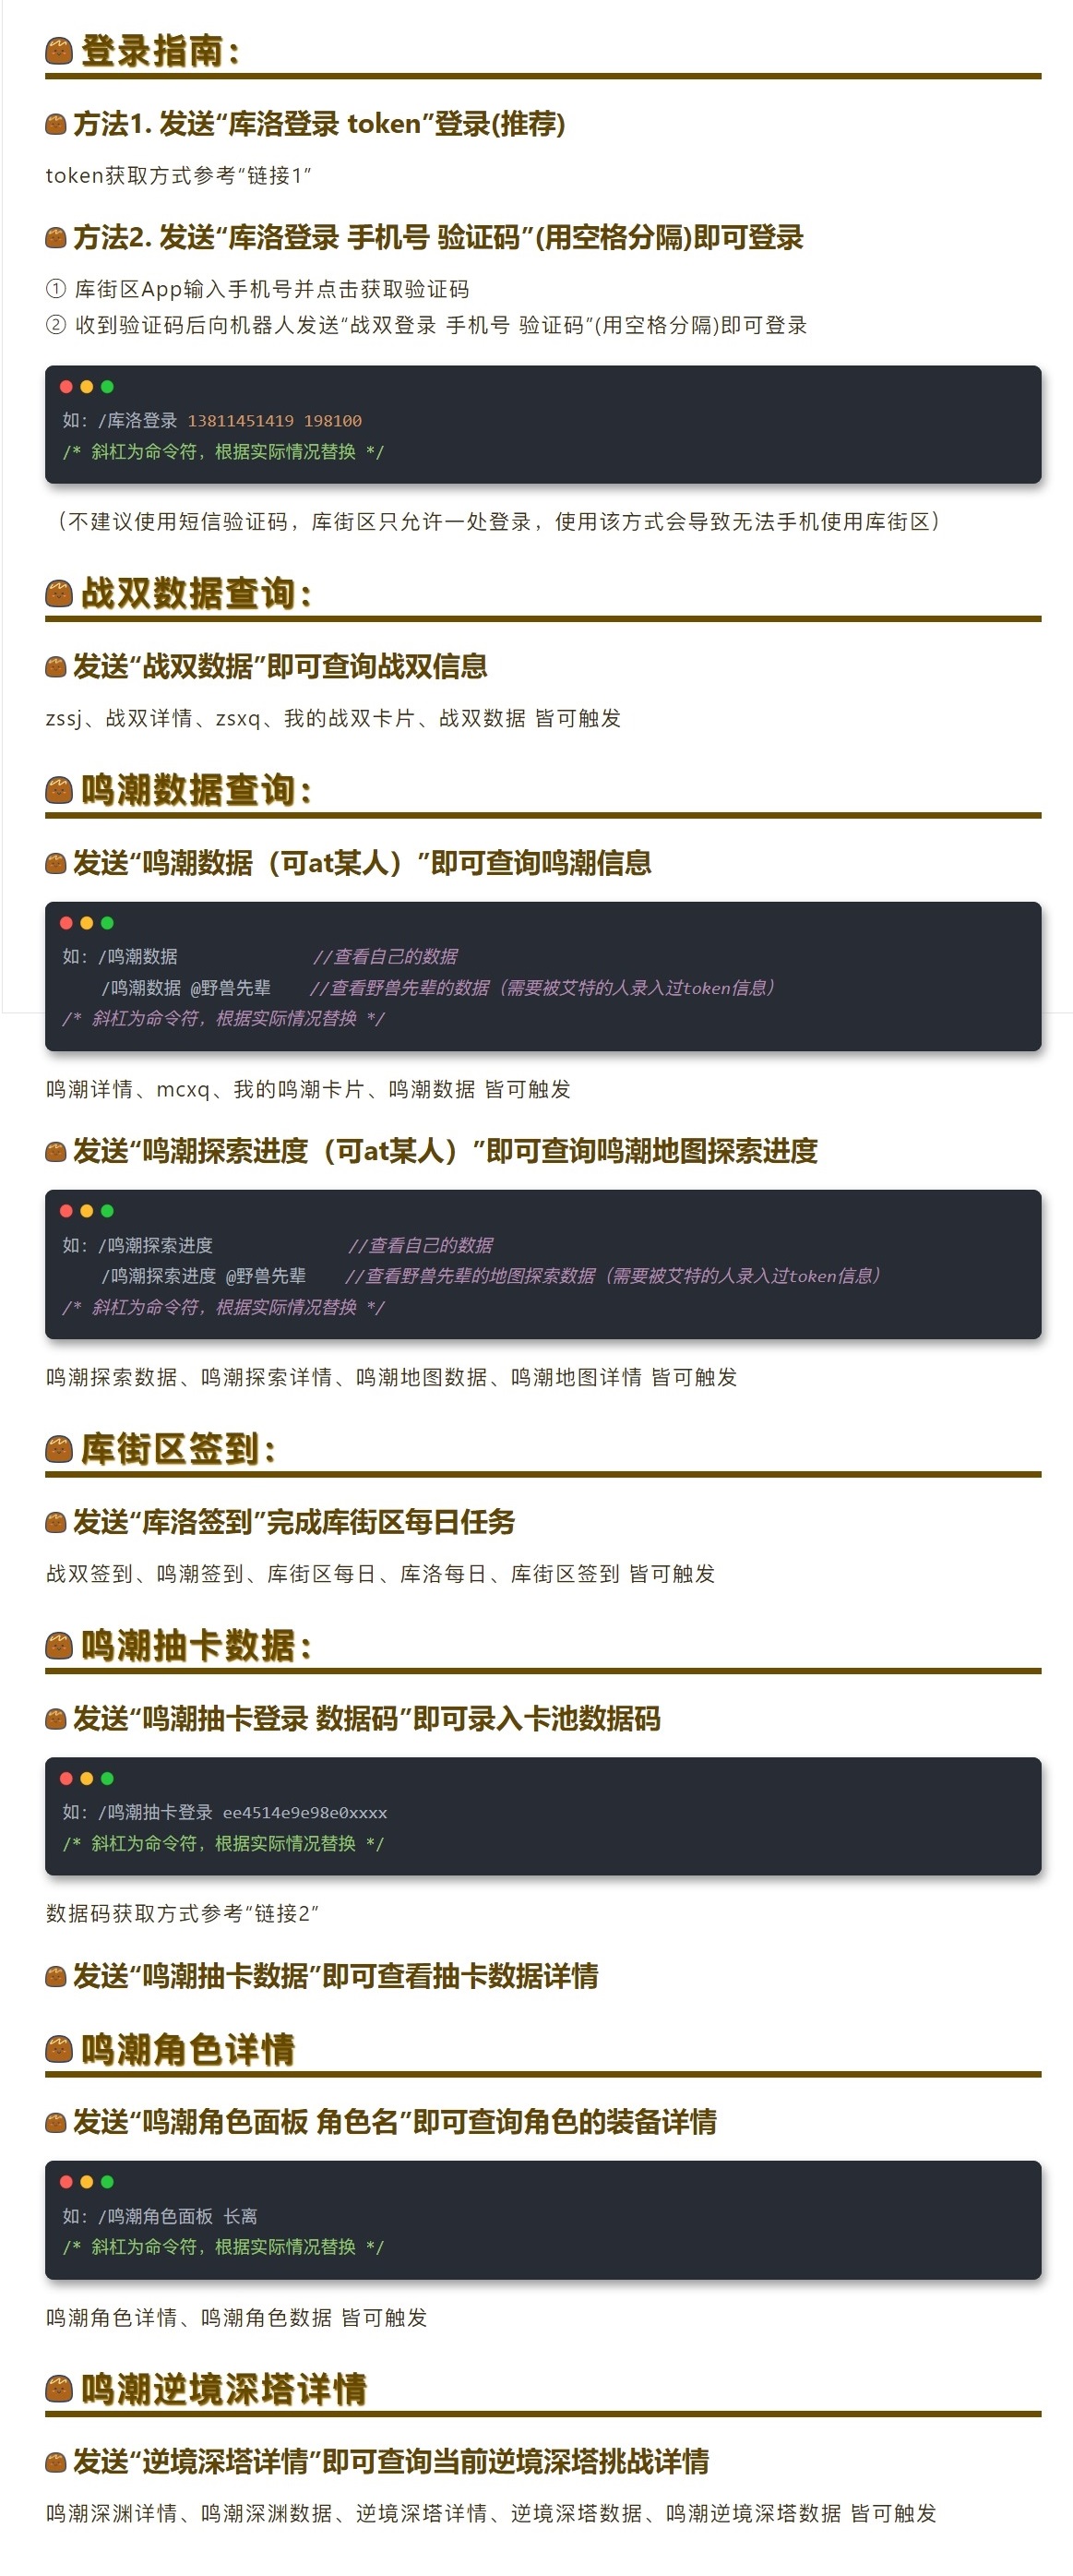 登录指南：
方法1. 发送“库洛登录 token”登录(推荐)
token获取方式参考“链接1”
方法2. 发送“库洛登录 手机号 验证码”(用空格分隔)即可登录
① 库街区App输入手机号并点击获取验证码
② 收到验证码后向机器人发送“战双登录 手机号 验证码”(用空格分隔)即可登录
如：/库洛登录 13811451419 198100
/* 斜杠为命令符，根据实际情况替换 */
（不建议使用短信验证码，库街区只允许一处登录，使用该方式会导致无法手机使用库街区）
战双数据查询：
发送“战双数据”即可查询战双信息
zssj、战双详情、zsxq、我的战双卡片、战双数据 皆可触发
鸣潮数据查询：
发送“鸣潮数据（可at某人）”即可查询鸣潮信息
如：/鸣潮数据 //查看自己的数据
/鸣潮数据 @野兽先辈 //查看野兽先辈的数据（需要被艾特的人录入过token信息）
/* 斜杠为命令符，根据实际情况替换 */
鸣潮详情、mcxq、我的鸣潮卡片、鸣潮数据 皆可触发
发送“鸣潮探索进度（可at某人）”即可查询鸣潮地图探索进度
如：/鸣潮探索进度 //查看自己的数据
/鸣潮探索进度 @野兽先辈 //查看野兽先辈的地图探索数据（需要被艾特的人录入过token信息）
/* 斜杠为命令符，根据实际情况替换 */
鸣潮探索数据、鸣潮探索详情、鸣潮地图数据、鸣潮地图详情 皆可触发
库街区签到：
发送“库洛签到”完成库街区每日任务
战双签到、鸣潮签到、库街区每日、库洛每日、库街区签到 皆可触发
鸣潮抽卡数据：
发送“鸣潮抽卡登录 数据码”即可录入卡池数据码
如：/鸣潮抽卡登录 ee4514e9e98e0xxxx
/* 斜杠为命令符，根据实际情况替换 */
数据码获取方式参考“链接2”
发送“鸣潮抽卡数据”即可查看抽卡数据详情
鸣潮角色详情
发送“鸣潮角色面板 角色名”即可查询角色的装备详情
如：/鸣潮角色面板 长离
/* 斜杠为命令符，根据实际情况替换 */
鸣潮角色详情、鸣潮角色数据 皆可触发
鸣潮逆境深塔详情
发送“逆境深塔详情”即可查询当前逆境深塔挑战详情
鸣潮深渊详情、鸣潮深渊数据、逆境深塔详情、逆境深塔数据、鸣潮逆境深塔数据 皆可触发